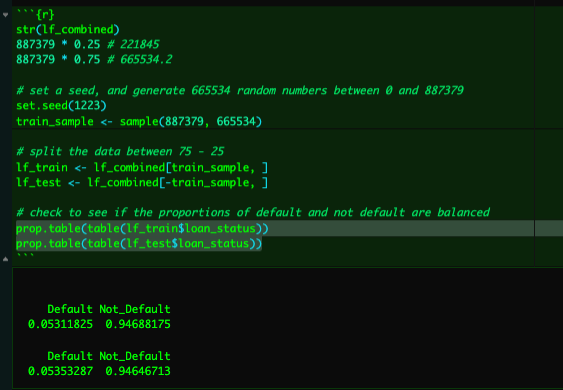 ```{r}
str(lf_combined)
887379 * 0.25 # 221845
887379 * 0.75 # 665534.2
# set a seed, and generate 665534 random numbers between 0 and 887379
set.seed(1223)
train_sample <- sample(887379, 665534)
# split the data between 75 - 25
lf_train <- lf_combined[train_sample, ]
lf_test <- lf_combined[-train_sample, ]
# check to see if the proportions of default and not default are balanced
prop.table(table(lf_train$loan_status))
prop.table(table(lf_test$loan_status))
```
Default Not_Default
0.05311825 0.94688175
Default Not_Default
0.05353287 0.94646713